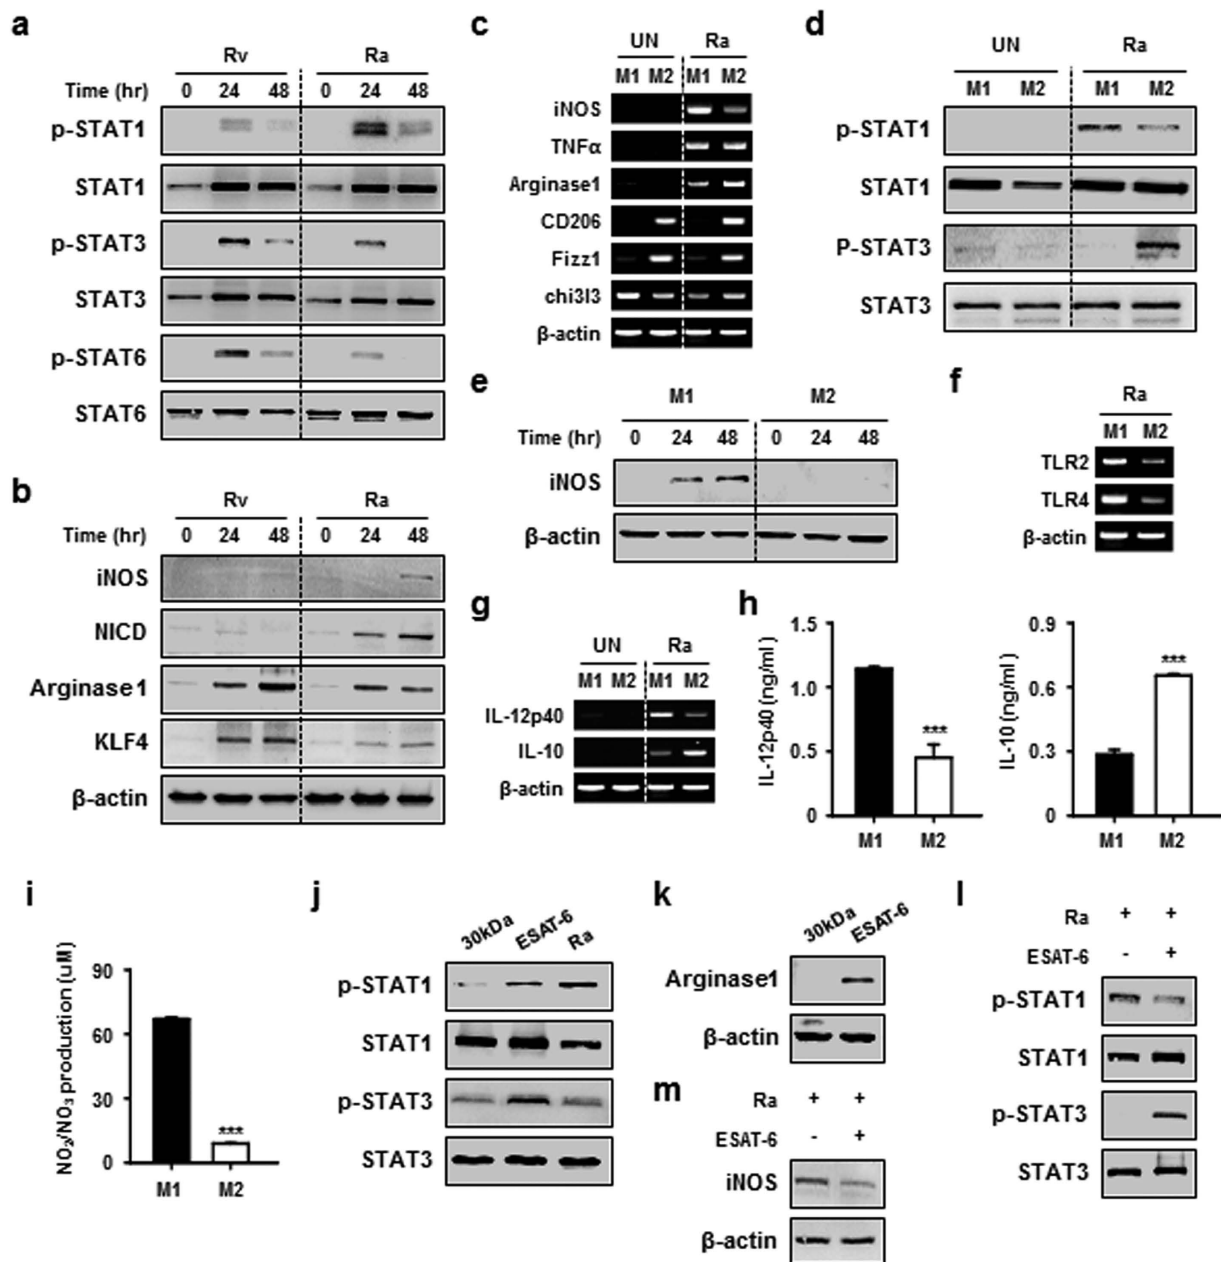 a
Rv Ra
Time (hr) 0 24 48 0 24 48
p-STAT1
STAT1
p-STAT3
STAT3
p-STAT6
STAT6
b
Rv Ra
Time (hr) 0 24 48 0 24 48
iNOS
NICD
Arginase1
KLF4
β-actin
c
UN Ra
M1 M2 M1 M2
iNOS
TNFα
Arginase1
CD206
Fizz1
chi3l3
β-actin
d
UN Ra
M1 M2 M1 M2
p-STAT1
STAT1
P-STAT3
STAT3
e
M1 M2
Time (hr) 0 24 48 0 24 48
iNOS
β-actin
f
Ra
M1 M2
TLR2
TLR4
β-actin
g
UN Ra
M1 M2 M1 M2
IL-12p40
IL-10
β-actin
h
IL-12p40 (ng/ml)
1.5
1.0
0.5
0
***
M1 M2
IL-10 (ng/ml)
0.9
0.6
0.3
0
***
M1 M2
i
NO₂/NO₃ production (uM)
90
60
30
0
***
M1 M2
j
30kDa ESAT-6 Ra
p-STAT1
STAT1
p-STAT3
STAT3
k
30kDa ESAT-6
Arginase1
β-actin
l
Ra + +
ESAT-6 - +
p-STAT1
STAT1
p-STAT3
STAT3
m
Ra + +
ESAT-6 - +
iNOS
β-actin